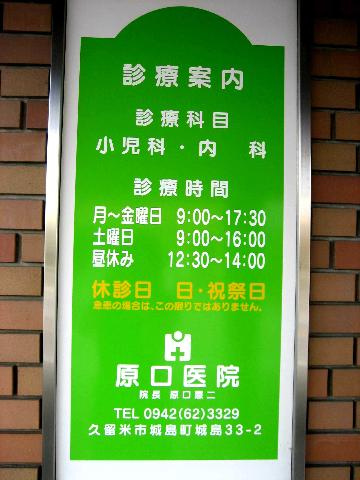 診療案内
診療科目
小児科・内 科
診療時間
月～金曜日 9:00～17:30
土曜日 9:00～16:00
昼休み 12:30～14:00
休診日 日・祝祭日
急患の場合は、この限りではありません。
原口医院
院長 原口憲二
TEL 0942(62)3329
久留米市城島町城島33-2